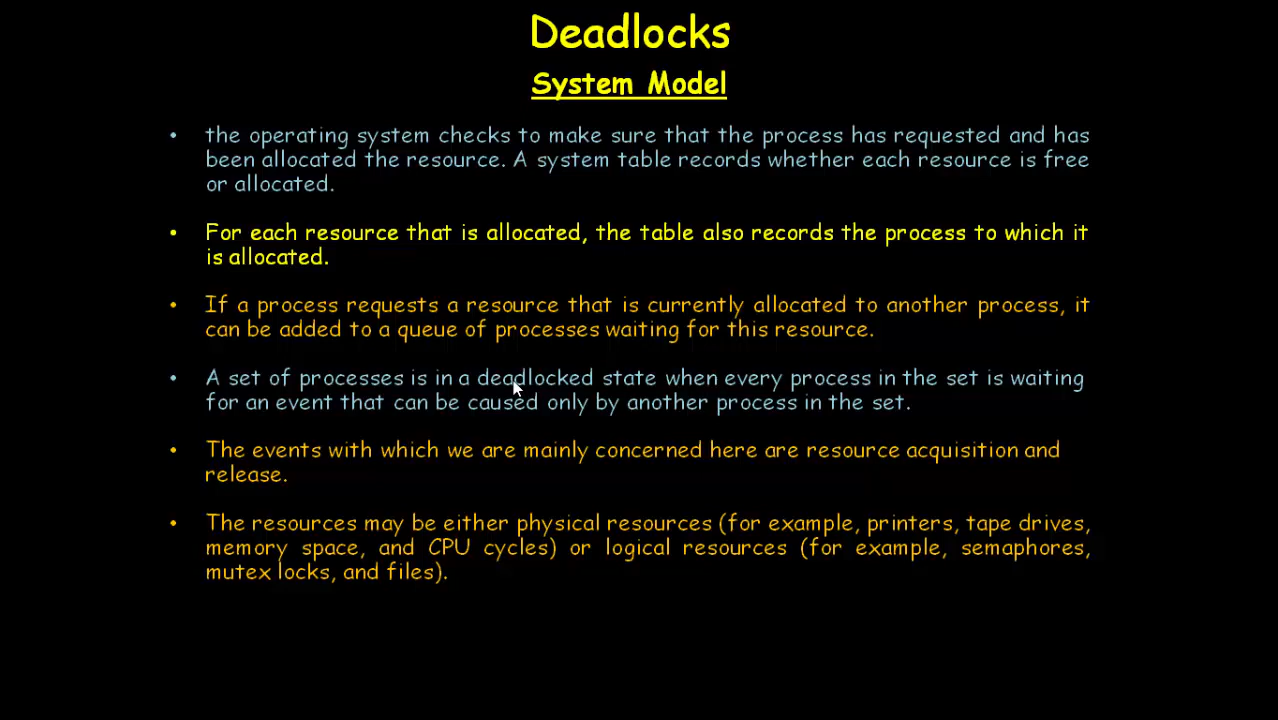 Deadlocks
System Model
• the operating system checks to make sure that the process has requested and has
been allocated the resource. A system table records whether each resource is free
or allocated.
• For each resource that is allocated, the table also records the process to which it
is allocated.
• If a process requests a resource that is currently allocated to another process, it
can be added to a queue of processes waiting for this resource.
• A set of processes is in a deadlocked state when every process in the set is waiting
for an event that can be caused only by another process in the set.
• The events with which we are mainly concerned here are resource acquisition and
release.
• The resources may be either physical resources (for example, printers, tape drives,
memory space, and CPU cycles) or logical resources (for example, semaphores,
mutex locks, and files).